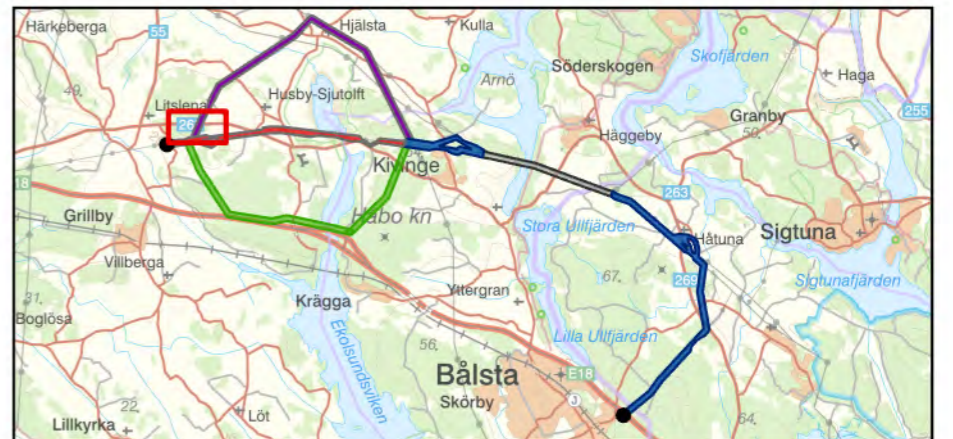 Härkeberga
55
Hjälsta
Kulla
Skofjärden
Söderskogen
Arnö
Haga
49.
Litslena
Husby-Sjutolft
255
Granby
50.
Häggeby
Kivinge
263
Habo kn
Grillby
Stora Ullfjärden
Håtuna
Sigtuna
Villberga
67.
269
Sigtunafjärden
31.
Krägga
Yttergran
Boglösa
Ekolsundsviken
Lilla Ullfjärden
56.
Bålsta
E18
Skörby
22.
Löt
64.
Lillkyrka